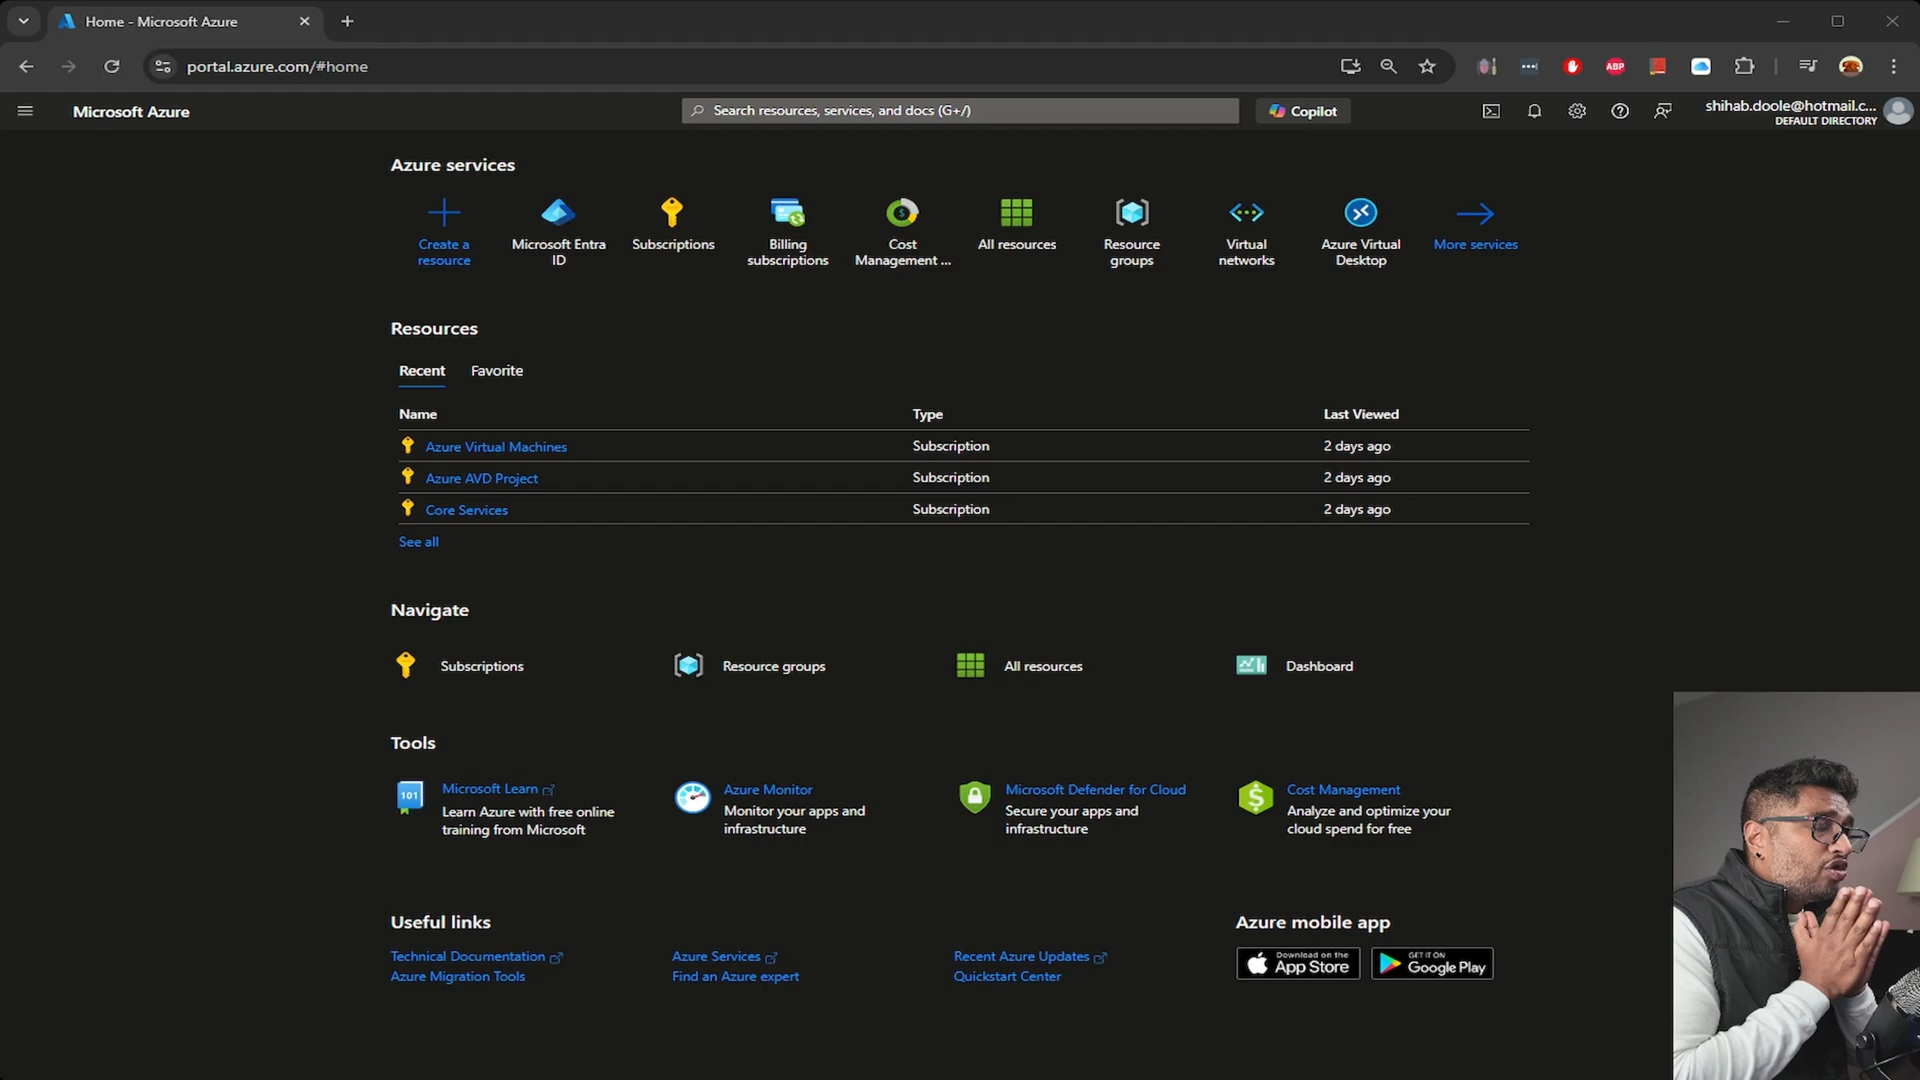 Home - Microsoft Azure
portal.azure.com/#home
ABP
Microsoft Azure
Search resources, services, and docs (G+/)
Copilot
shihab.doole@hotmail.c...
DEFAULT DIRECTORY
Azure services
Create a
resource
Microsoft Entra
ID
Subscriptions
Billing
subscriptions
Cost
Management ...
All resources
Resource
groups
Virtual
networks
Azure Virtual
Desktop
More services
Resources
Recent
Favorite
Name
Type
Last Viewed
Azure Virtual Machines
Subscription
2 days ago
Azure AVD Project
Subscription
2 days ago
Core Services
Subscription
2 days ago
See all
Navigate
Subscriptions
Resource groups
All resources
Dashboard
Tools
101
Microsoft Learn
Learn Azure with free online
training from Microsoft
Azure Monitor
Monitor your apps and
infrastructure
Microsoft Defender for Cloud
Secure your apps and
infrastructure
Cost Management
Analyze and optimize your
cloud spend for free
Useful links
Technical Documentation
Azure Migration Tools
Azure Services
Find an Azure expert
Recent Azure Updates
Quickstart Center
Azure mobile app
Download on the
App Store
GET IT ON
Google Play